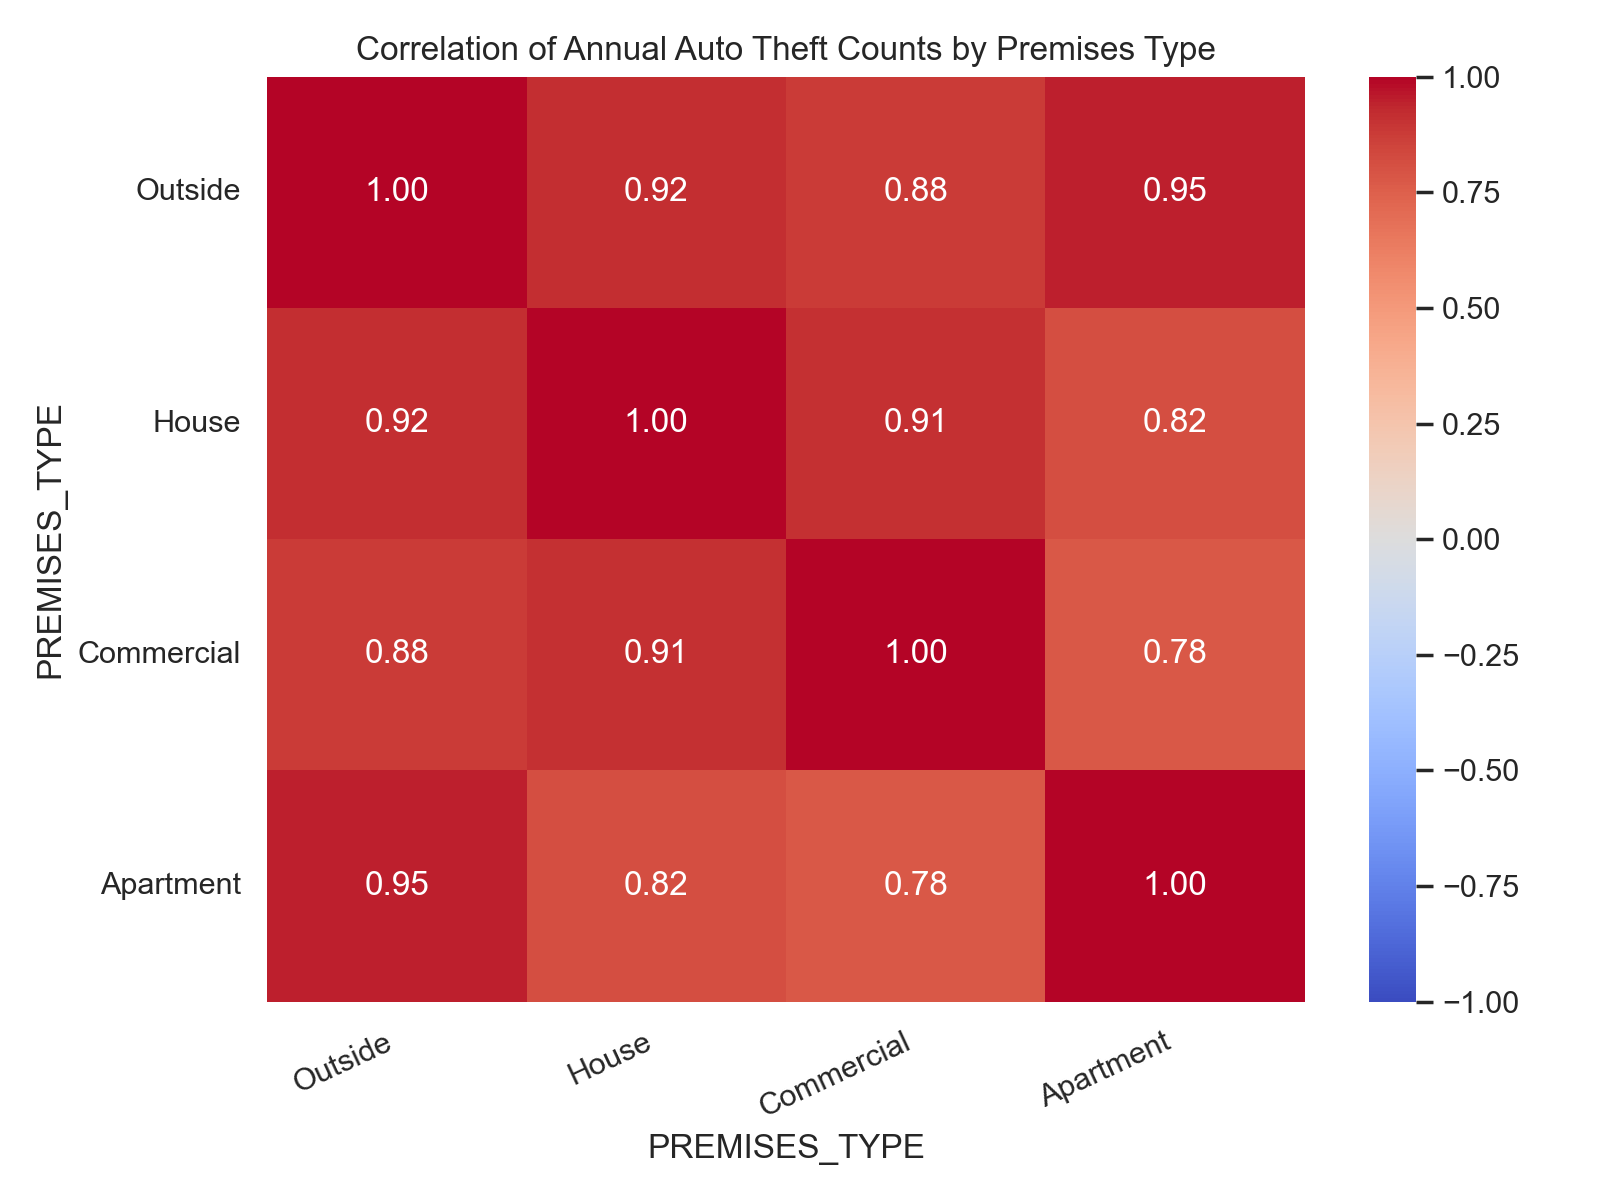 Correlation of Annual Auto Theft Counts by Premises Type
PREMISES_TYPE
Outside 1.00 0.92 0.88 0.95
House 0.92 1.00 0.91 0.82
Commercial 0.88 0.91 1.00 0.78
Apartment 0.95 0.82 0.78 1.00
Outside House Commercial Apartment
PREMISES_TYPE
1.00
0.75
0.50
0.25
0.00
−0.25
−0.50
−0.75
−1.00